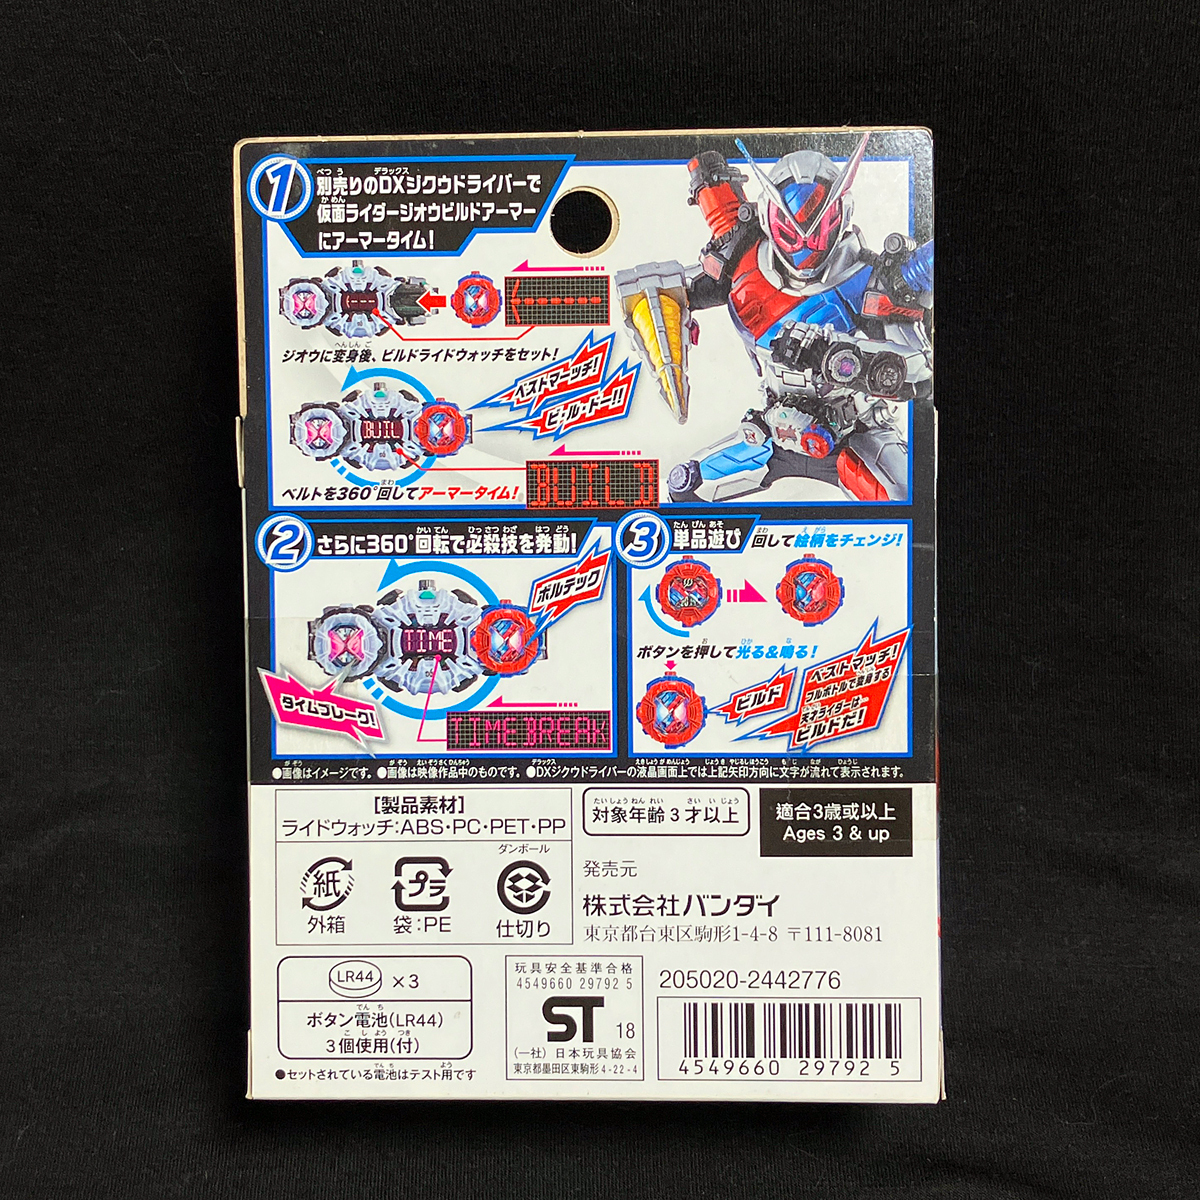 1
別売りのDXジクウドライバーで
仮面ライダージオウビルドアーマー
にアーマータイム!
ジオウに変身後、ビルドライドウォッチをセット!
ベストマーッチ!
ビ・ル・ドー!!
BUIL
ベルトを360°回してアーマータイム!
BUILD
2 さらに360°回転で必殺技を発動!
ボルテック
TIME
タイムブレーク!
TIME BREAK
3 単品遊び 回して絵柄をチェンジ!
ボタンを押して光る&鳴る!
ビルド
ベストマッチ!
フルボトルで変身する
天才ライダーは
ビルドだ!
●画像はイメージです。●画像は映像作品中のものです。●DXジクウドライバーの液晶画面上では上記矢印方向に文字が流れて表示されます。
[製品素材]
ライドウォッチ:ABS・PC・PET・PP
紙
外箱
プラ
袋:PE
ダンボール
仕切り
対象年齢3才以上
適合3歳或以上
Ages 3 & up
発売元
株式会社バンダイ
東京都台東区駒形1-4-8 〒111-8081
LR44 ×3
ボタン電池(LR44)
3個使用(付)
●セットされている電池はテスト用です
玩具安全基準合格
4549660 29792 5
ST 18
(一社)日本玩具協会
東京都墨田区東駒形4-22-4
205020-2442776
4549660 29792 5